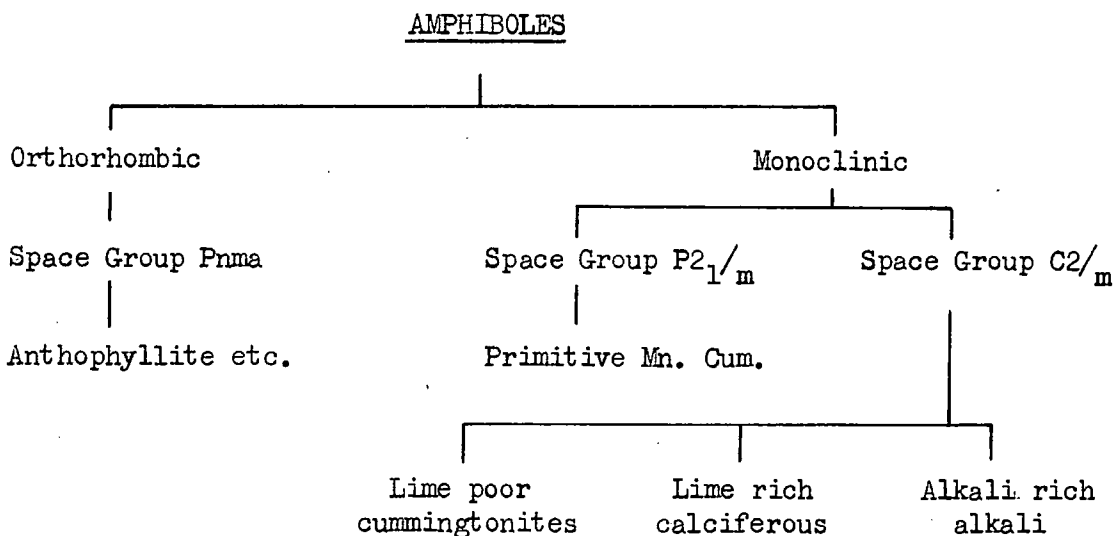 AMPHIBOLES
Orthorhombic Monoclinic
Space Group Pnma Space Group P2₁/m Space Group C2/m
Anthophyllite etc. Primitive Mn. Cum.
Lime poor Lime rich Alkali rich
cummingtonites calciferous alkali